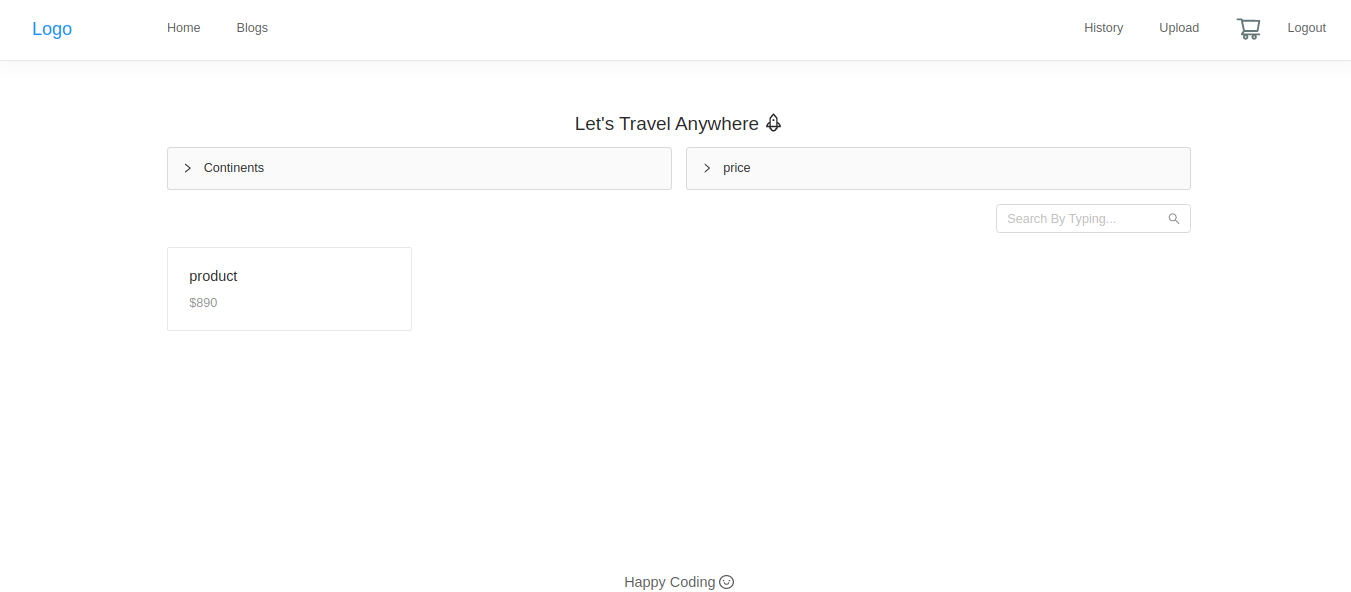 Logo Home Blogs History Upload Logout
Let's Travel Anywhere
Continents price
Search By Typing...
product
$890
Happy Coding